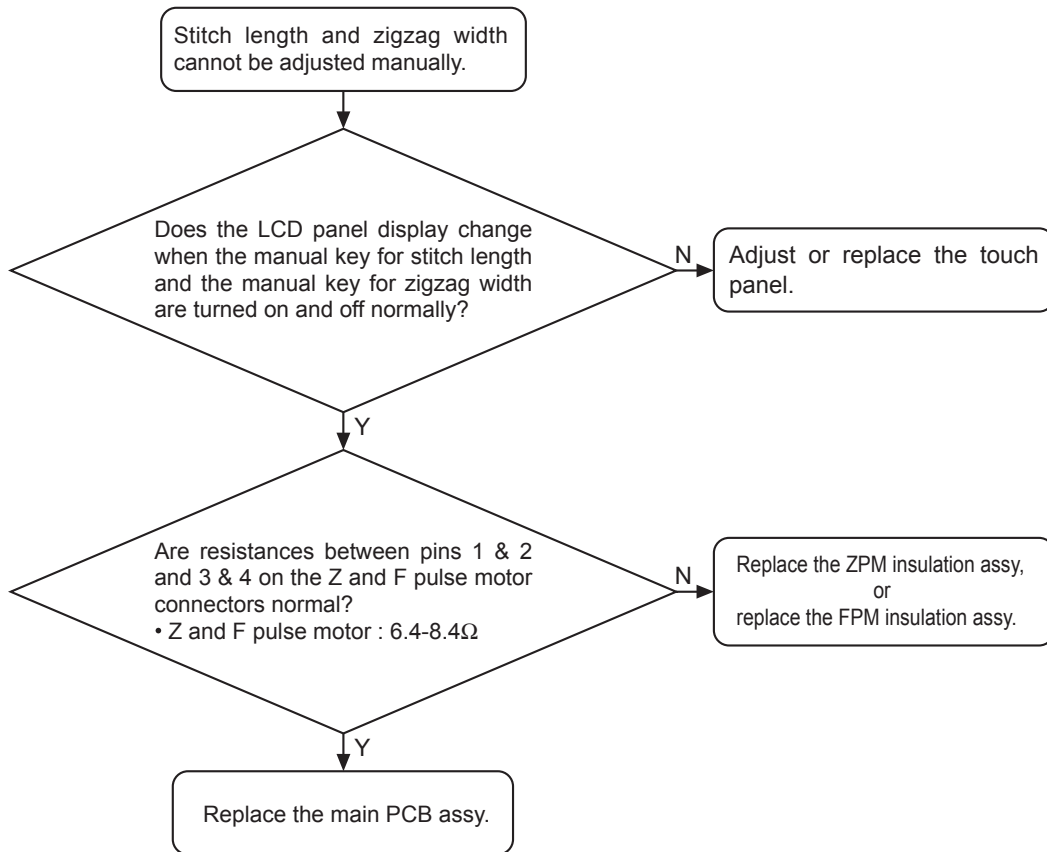 Stitch length and zigzag width
cannot be adjusted manually.
Does the LCD panel display change
when the manual key for stitch length
and the manual key for zigzag width
are turned on and off normally?
N
Adjust or replace the touch
panel.
Y
Are resistances between pins 1 & 2
and 3 & 4 on the Z and F pulse motor
connectors normal?
• Z and F pulse motor : 6.4-8.4Ω
N
Replace the ZPM insulation assy,
or
replace the FPM insulation assy.
Y
Replace the main PCB assy.